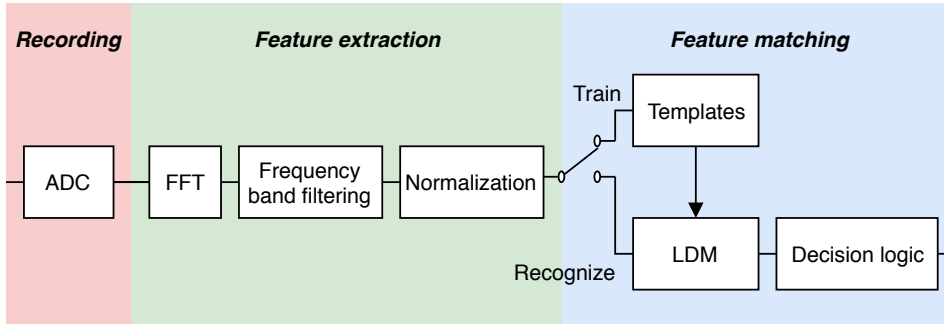 Recording
Feature extraction
Feature matching
Train
Templates
ADC
FFT
Frequency
band filtering
Normalization
Recognize
LDM
Decision logic